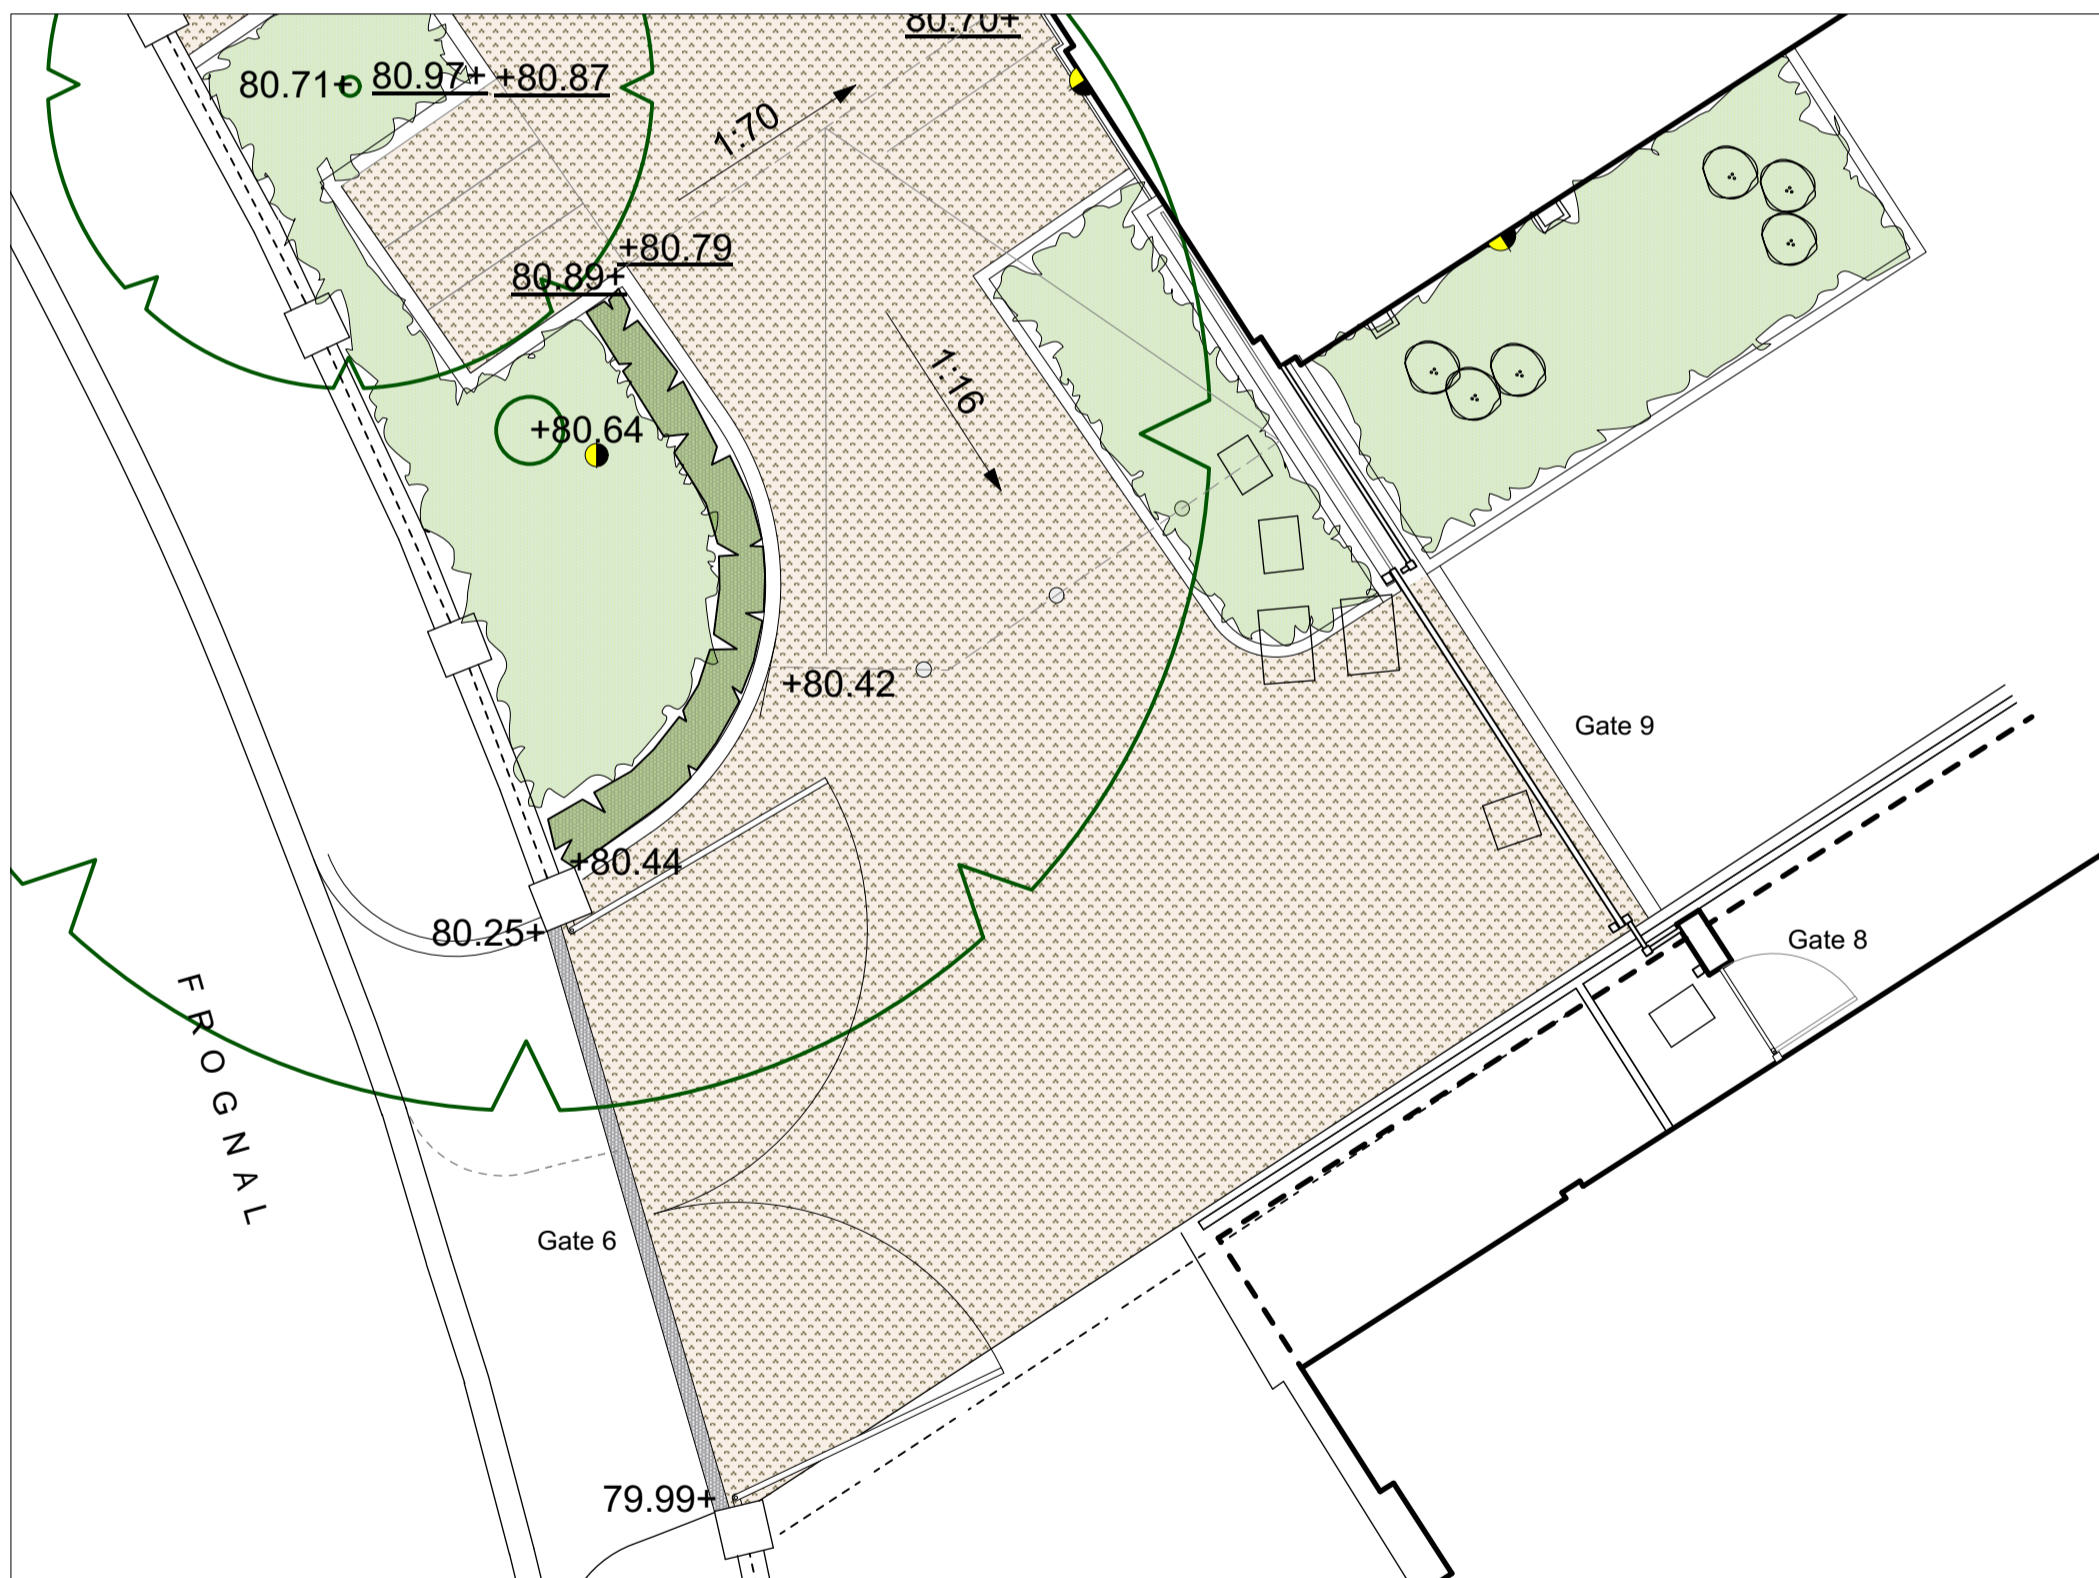 80.70+
80.71+ 80.97+ +80.87
1:70
+80.79
80.89+
1:16
+80.64
+80.42
Gate 9
+80.44
80.25+
Gate 8
FROGNAL
Gate 6
79.99+